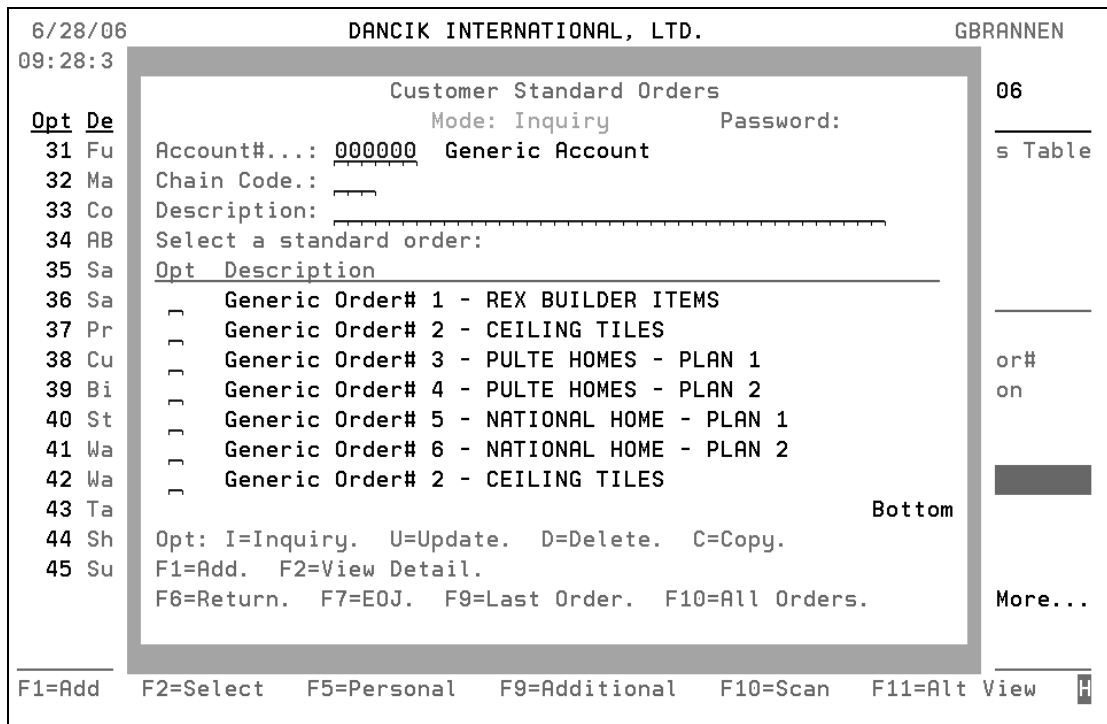 6/28/06 DANCIK INTERNATIONAL, LTD. GBRANNEN
09:28:3
Customer Standard Orders 06
Opt De Mode: Inquiry Password:
31 Fu Account#...: 000000 Generic Account s Table
32 Ma Chain Code.:
33 Co Description:
34 AB Select a standard order:
35 Sa Opt Description
36 Sa Generic Order# 1 - REX BUILDER ITEMS
37 Pr Generic Order# 2 - CEILING TILES
38 Cu Generic Order# 3 - PULTE HOMES - PLAN 1 or#
39 Bi Generic Order# 4 - PULTE HOMES - PLAN 2 on
40 St Generic Order# 5 - NATIONAL HOME - PLAN 1
41 Wa Generic Order# 6 - NATIONAL HOME - PLAN 2
42 Wa Generic Order# 2 - CEILING TILES
43 Ta Bottom
44 Sh Opt: I=Inquiry. U=Update. D=Delete. C=Copy.
45 Su F1=Add. F2=View Detail.
F6=Return. F7=EOJ. F9=Last Order. F10=All Orders. More...
F1=Add F2=Select F5=Personal F9=Additional F10=Scan F11=Alt View H